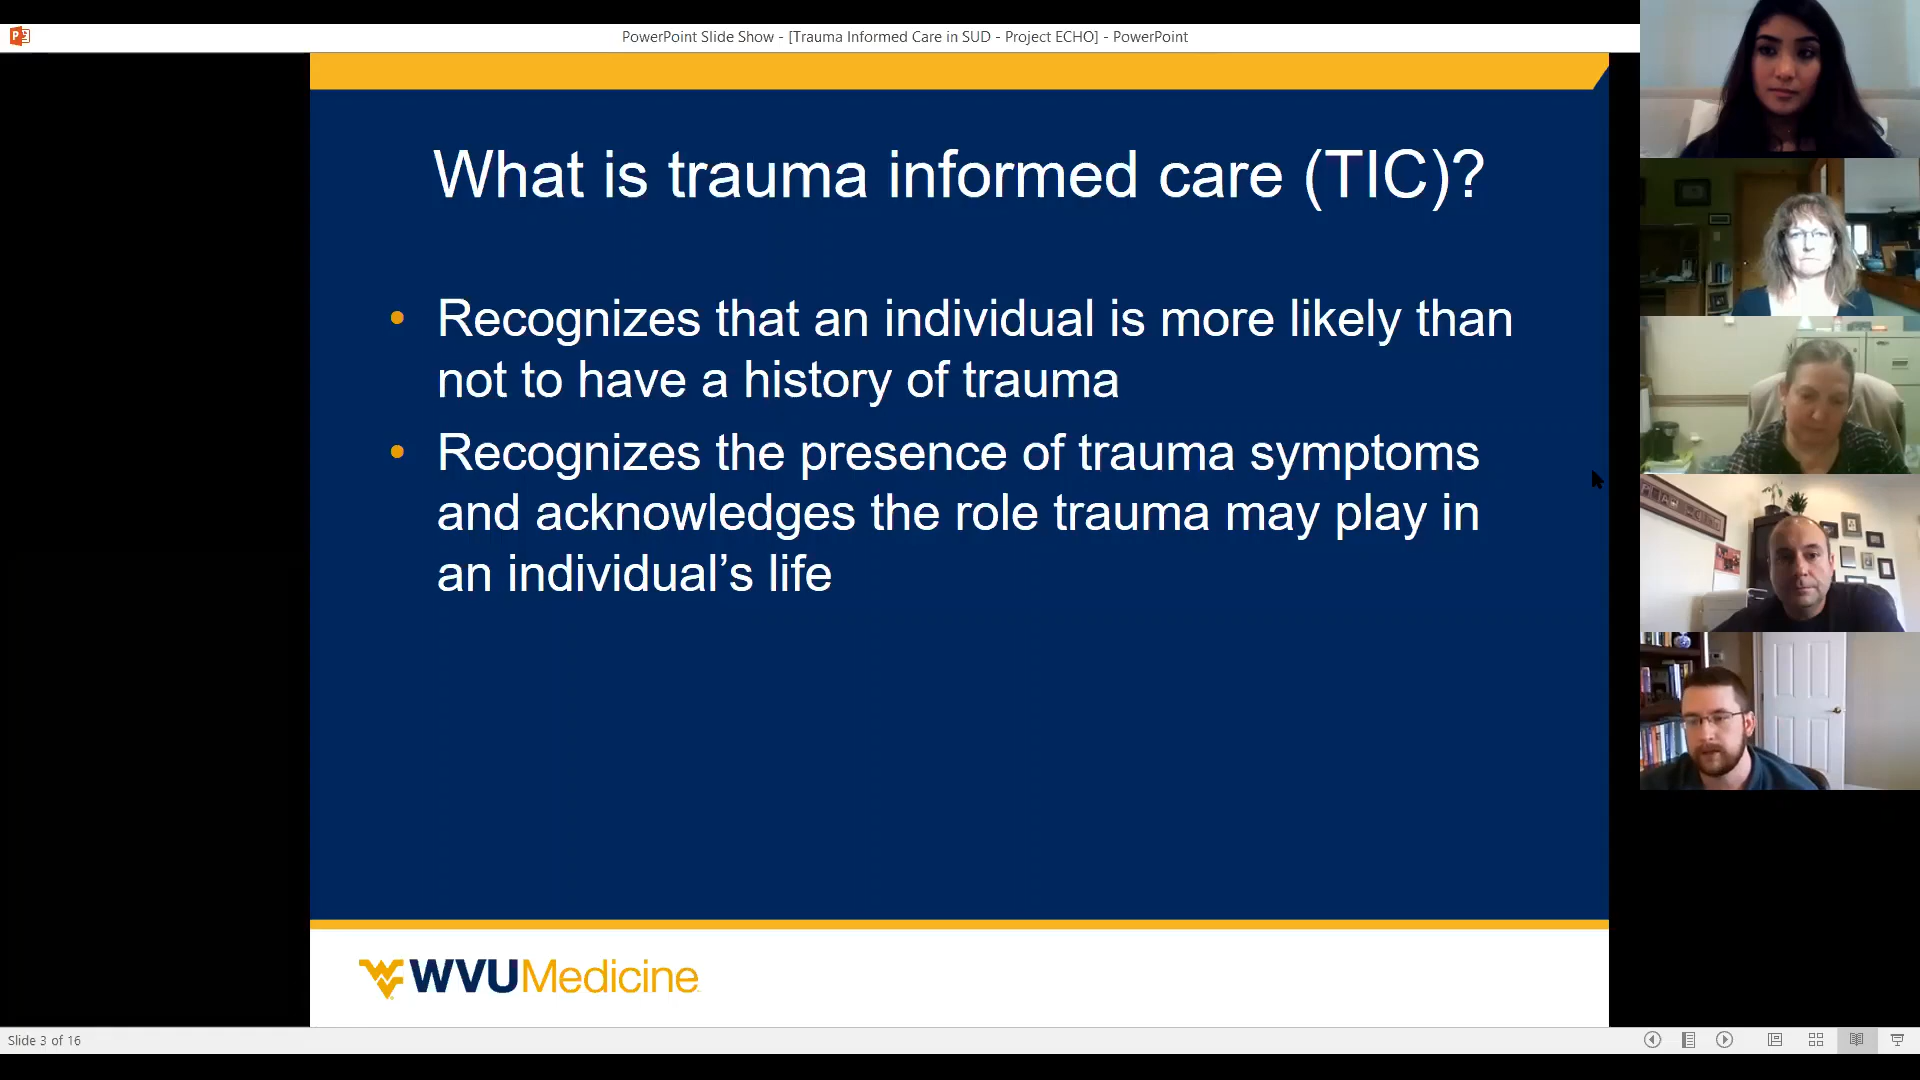 PowerPoint Slide Show - [Trauma Informed Care in SUD - Project ECHO] - PowerPoint
What is trauma informed care (TIC)?
• Recognizes that an individual is more likely than
not to have a history of trauma
• Recognizes the presence of trauma symptoms
and acknowledges the role trauma may play in
an individual’s life
WVUMedicine
Slide 3 of 16